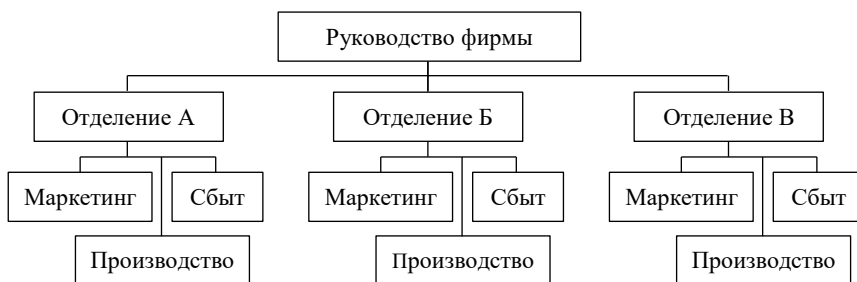 Руководство фирмы
Отделение А
Отделение Б
Отделение В
Маркетинг
Сбыт
Маркетинг
Сбыт
Маркетинг
Сбыт
Производство
Производство
Производство